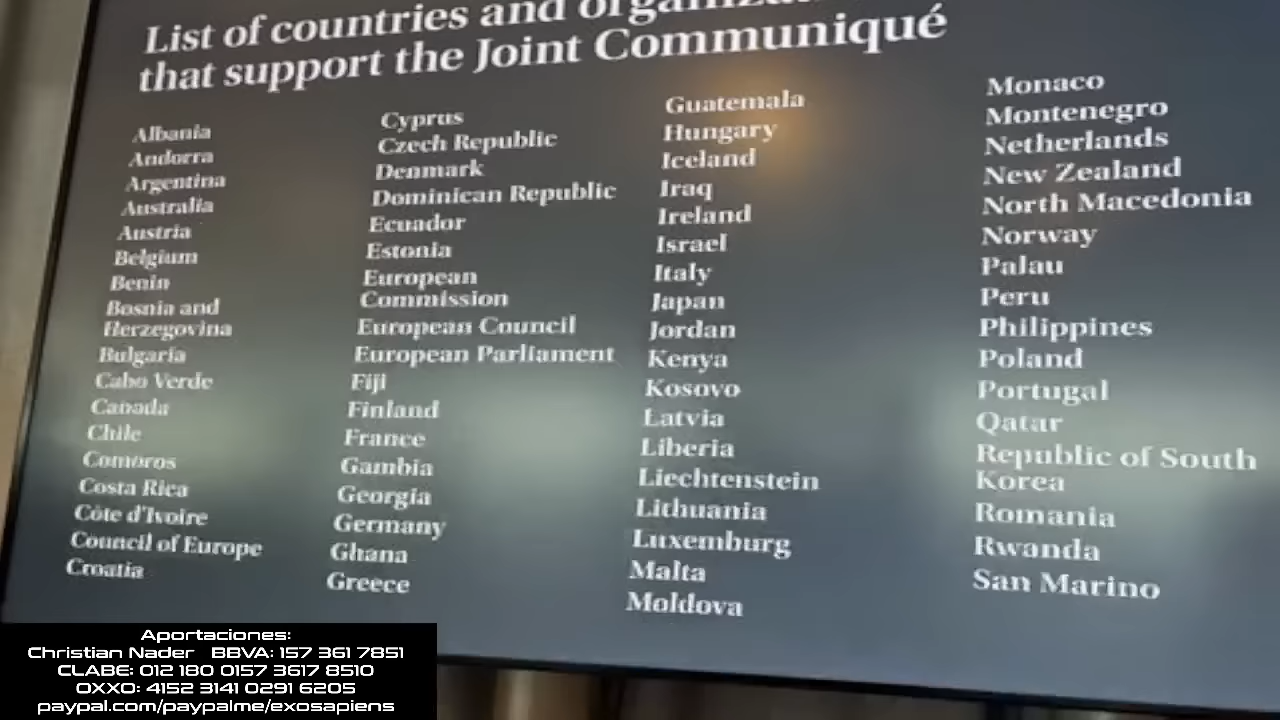 List of countries and
that support the Joint Communiqué
Albania
Andorra
Argentina
Australia
Austria
Belgium
Benin
Bosnia and
Herzegovina
Bulgaria
Cabo Verde
Canada
Chile
Comoros
Costa Rica
Côte d'Ivoire
Council of Europe
Croatia
Cyprus
Czech Republic
Denmark
Dominican Republic
Ecuador
Estonia
European
Commission
European Council
European Parliament
Fiji
Finland
France
Gambia
Georgia
Germany
Ghana
Greece
Guatemala
Hungary
Iceland
Iraq
Ireland
Israel
Italy
Japan
Jordan
Kenya
Kosovo
Latvia
Liberia
Liechtenstein
Lithuania
Luxemburg
Malta
Moldova
Monaco
Montenegro
Netherlands
New Zealand
North Macedonia
Norway
Palau
Peru
Philippines
Poland
Portugal
Qatar
Republic of South
Korea
Romania
Rwanda
San Marino
Aportaciones:
Christian Nader BBVA: 157 361 7851
CLABE: 012 180 0157 3617 8510
OXXO: 4152 3141 0291 6205
paypal.com/paypalme/exosapiens